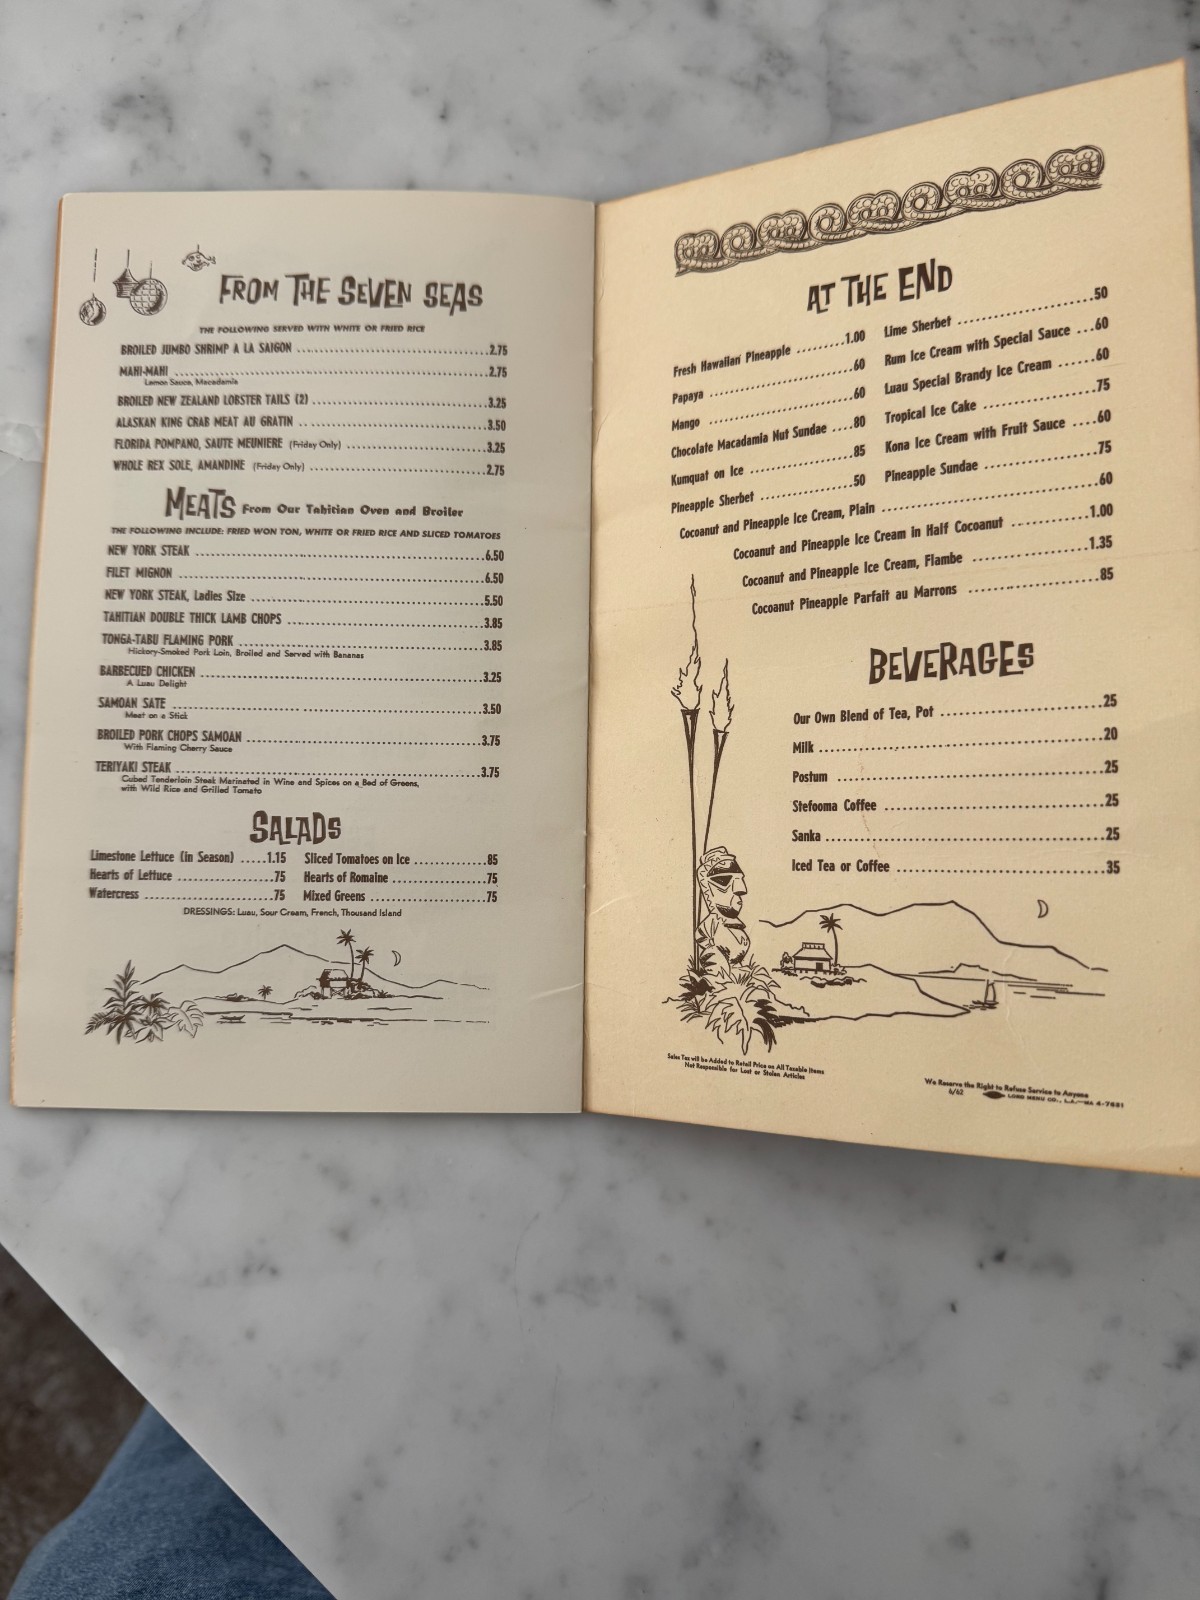 FROM THE SEVEN SEAS
THE FOLLOWING SERVED WITH WHITE OR FRIED RICE
BROILED JUMBO SHRIMP A LA SAIGON 2.75
MAHI-MAHI 2.75
Lemon Sauce, Macadamia
BROILED NEW ZEALAND LOBSTER TAILS (2) 3.25
ALASKAN KING CRAB MEAT AU GRATIN 3.50
FLORIDA POMPANO, SAUTE MEUNIERE (Friday Only) 3.25
WHOLE REX SOLE, AMANDINE (Friday Only) 2.75
MEATS From Our Tahitian Oven and Broiler
THE FOLLOWING INCLUDE: FRIED WON TON, WHITE OR FRIED RICE AND SLICED TOMATOES
NEW YORK STEAK 6.50
FILET MIGNON 6.50
NEW YORK STEAK, Ladies Size 5.50
TAHITIAN DOUBLE THICK LAMB CHOPS 3.85
TONGA-TABU FLAMING PORK 3.85
Hickory-Smoked Pork Loin, Broiled and Served with Bananas
BARBECUED CHICKEN 3.25
A Luau Delight
SAMOAN SATE 3.50
Meat on a Stick
BROILED PORK CHOPS SAMOAN 3.75
With Flaming Cherry Sauce
TERIYAKI STEAK 3.75
Cubed Tenderloin Steak Marinated in Wine and Spices on a Bed of Greens,
with Wild Rice and Grilled Tomato
SALADS
Limestone Lettuce (in Season) 1.15
Hearts of Lettuce .75
Watercress .75
Sliced Tomatoes on Ice .85
Hearts of Romaine .75
Mixed Greens .75
DRESSINGS: Luau, Sour Cream, French, Thousand Island
AT THE END
Fresh Hawaiian Pineapple 1.00
Papaya .60
Mango .60
Chocolate Macadamia Nut Sundae .80
Kumquat on Ice .85
Pineapple Sherbet .50
Lime Sherbet .50
Rum Ice Cream with Special Sauce .60
Luau Special Brandy Ice Cream .60
Tropical Ice Cake .75
Kona Ice Cream with Fruit Sauce .60
Pineapple Sundae .75
Cocoanut and Pineapple Ice Cream, Plain .60
Cocoanut and Pineapple Ice Cream in Half Cocoanut 1.00
Cocoanut and Pineapple Ice Cream, Flambe 1.35
Cocoanut Pineapple Parfait au Marrons .85
BEVERAGES
Our Own Blend of Tea, Pot .25
Milk .20
Postum .25
Stefooma Coffee .25
Sanka .25
Iced Tea or Coffee .35
Sales Tax will be Added to Retail Price on All Taxable Items
Not Responsible for Lost or Stolen Articles
We Reserve the Right to Refuse Service to Anyone
6/62 LORD MENU CO., L.A.—MA 4-7651